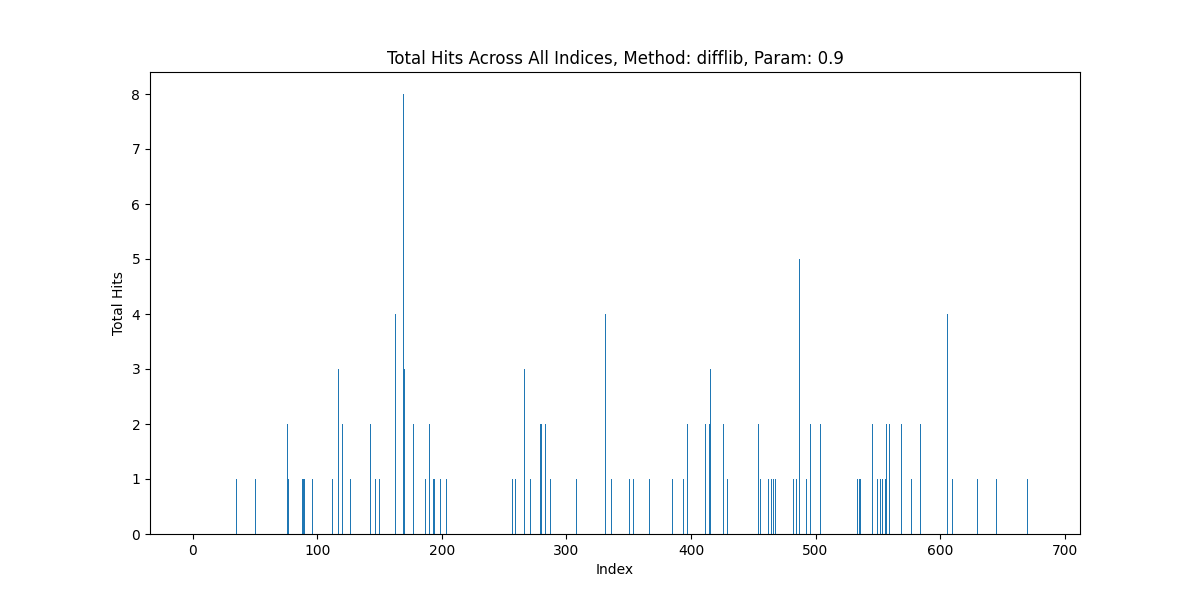 Total Hits Across All Indices, Method: difflib, Param: 0.9
8
7
6
5
4
3
2
1
0
Total Hits
0 100 200 300 400 500 600 700
Index